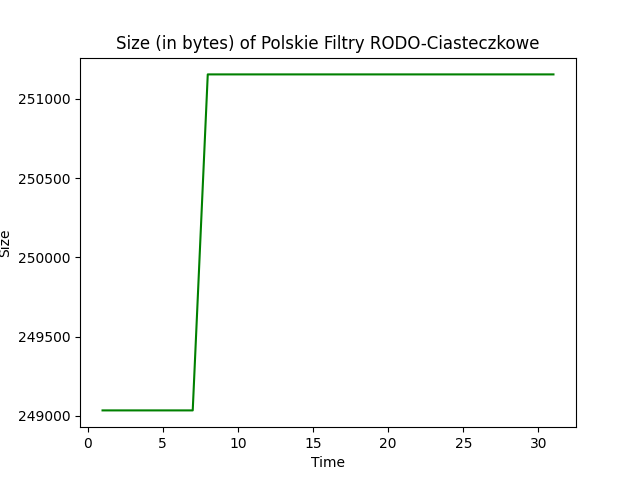 Size (in bytes) of Polskie Filtry RODO-Ciasteczkowe
251000
250500
250000
249500
249000
Size
0 5 10 15 20 25 30
Time